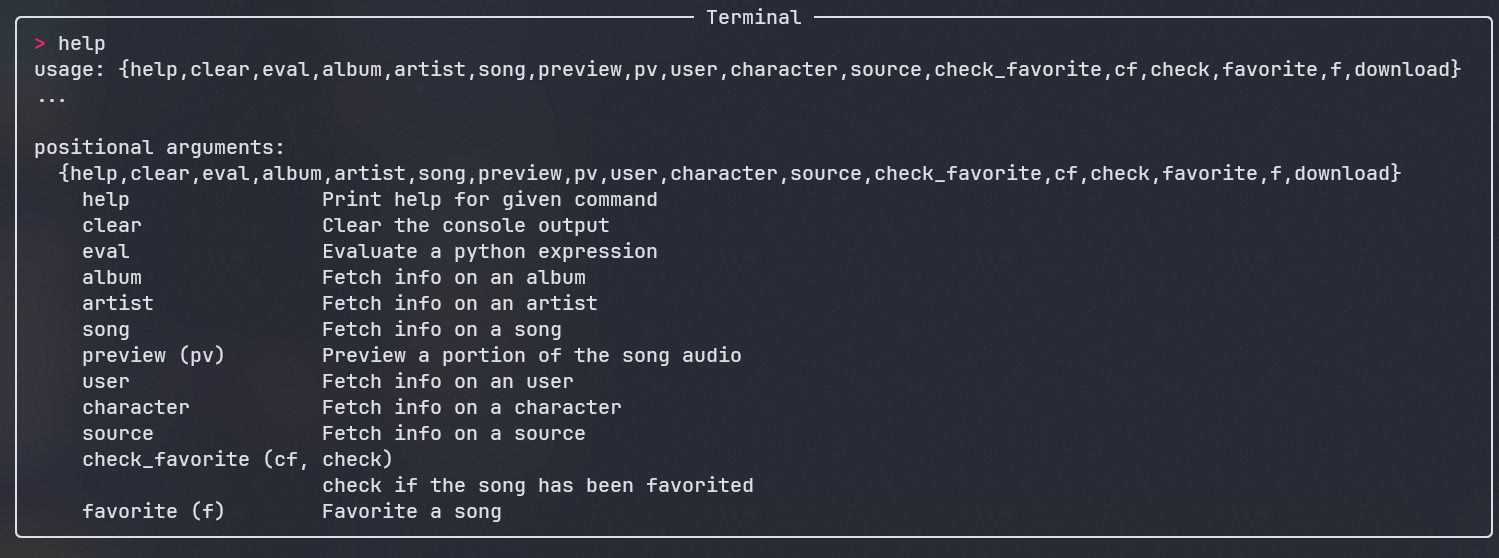 Terminal
> help
usage: {help,clear,eval,album,artist,song,preview,pv,user,character,source,check_favorite,cf,check,favorite,f,download}
...
positional arguments:
{help,clear,eval,album,artist,song,preview,pv,user,character,source,check_favorite,cf,check,favorite,f,download}
help Print help for given command
clear Clear the console output
eval Evaluate a python expression
album Fetch info on an album
artist Fetch info on an artist
song Fetch info on a song
preview (pv) Preview a portion of the song audio
user Fetch info on an user
character Fetch info on a character
source Fetch info on a source
check_favorite (cf, check)
check if the song has been favorited
favorite (f) Favorite a song